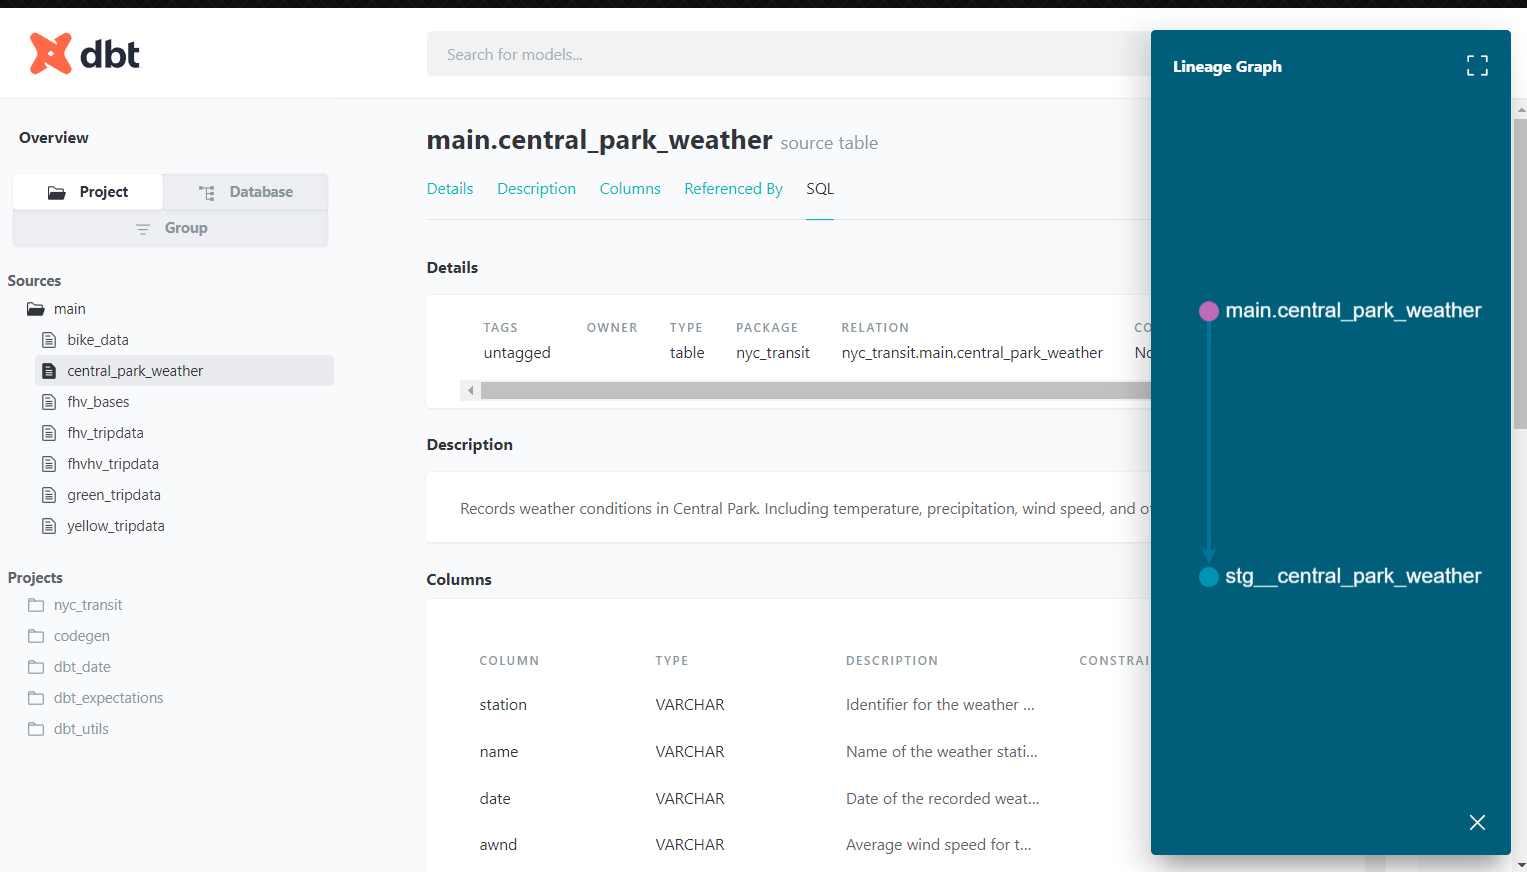 dbt
Search for models...
Overview
Project
Database
Group
Sources
main
bike_data
central_park_weather
fhv_bases
fhv_tripdata
fhvhv_tripdata
green_tripdata
yellow_tripdata
Projects
nyc_transit
codegen
dbt_date
dbt_expectations
dbt_utils
main.central_park_weather source table
Details Description Columns Referenced By SQL
Details
TAGS OWNER TYPE PACKAGE RELATION
untagged table nyc_transit nyc_transit.main.central_park_weather
Description
Records weather conditions in Central Park. Including temperature, precipitation, wind speed, and
Columns
COLUMN TYPE DESCRIPTION CONSTRAI
station VARCHAR Identifier for the weather ...
name VARCHAR Name of the weather stati...
date VARCHAR Date of the recorded weat...
awnd VARCHAR Average wind speed for t...
Lineage Graph
main.central_park_weather
stg__central_park_weather